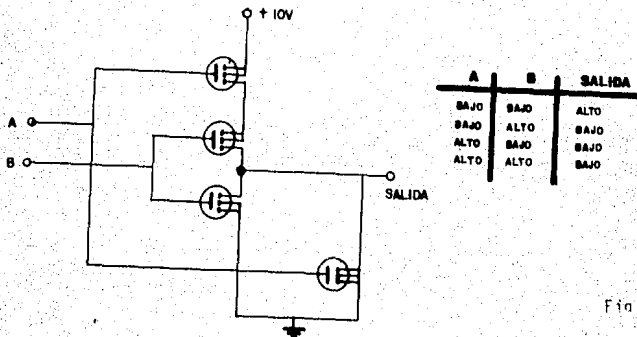 + 10V
A
B
SALIDA
A B SALIDA
BAJO BAJO ALTO
BAJO ALTO BAJO
ALTO BAJO BAJO
ALTO ALTO BAJO
Fig